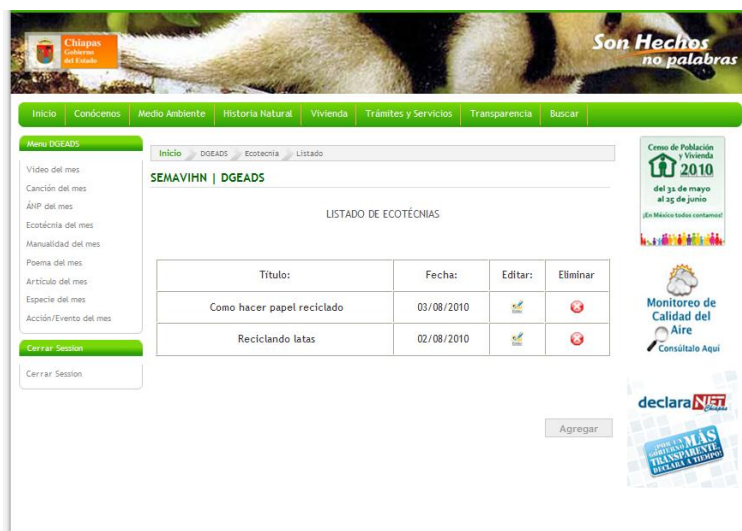 Chiapas
Gobierno
del Estado
Son Hechos
no palabras
Inicio Conócenos Medio Ambiente Historia Natural Vivienda Trámites y Servicios Transparencia Buscar
Menu DGEADS
Video del mes
Canción del mes
ÁNP del mes
Ecotécnia del mes
Manualidad del mes
Poema del mes
Artículo del mes
Especie del mes
Acción/Evento del mes
Cerrar Session
Cerrar Session
Inicio DGEADS Ecotecnia Listado
SEMAVIHN | DGEADS
LISTADO DE ECOTÉCNIAS
Título: Fecha: Editar: Eliminar
Como hacer papel reciclado 03/08/2010
Reciclando latas 02/08/2010
Agregar
Censo de Población
y Vivienda
2010
del 31 de mayo
al 25 de junio
¡En México todos contamos!
Monitoreo de
Calidad del
Aire
Consúltalo Aquí
declaraNET
Chiapas
¡POR UN MÁS
GOBIERNO
TRANSPARENTE,
DECLARA A TIEMPO!